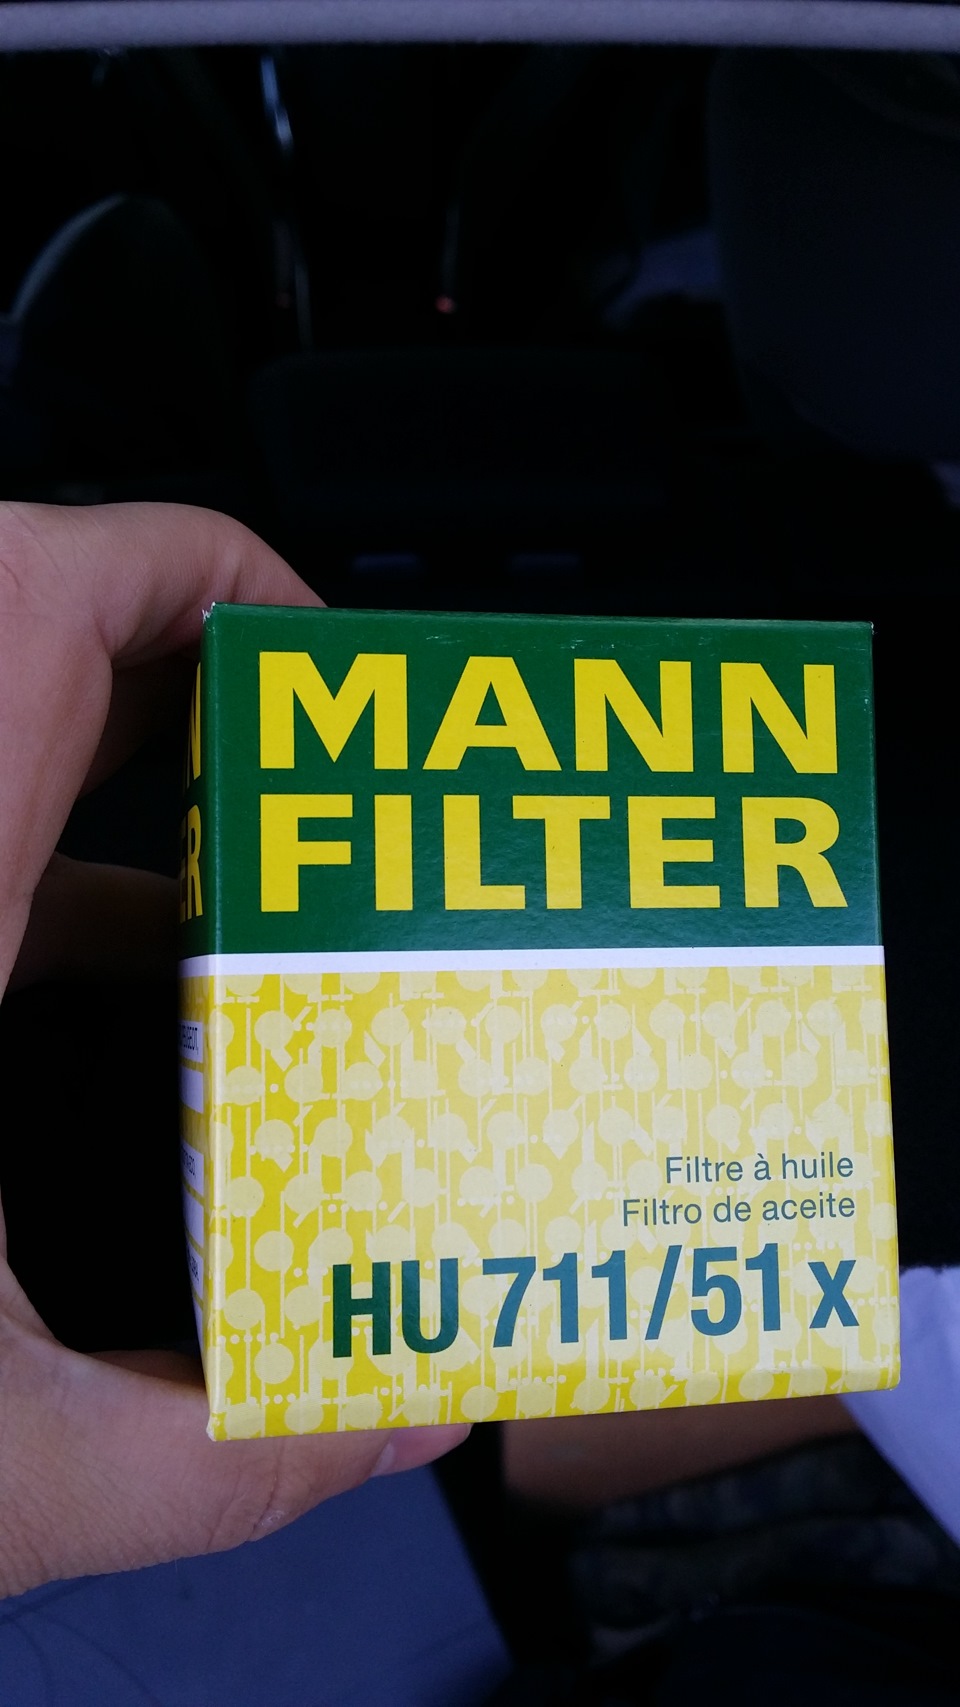 MANN
FILTER
Filtre à huile
Filtro de aceite
HU 711/51 x